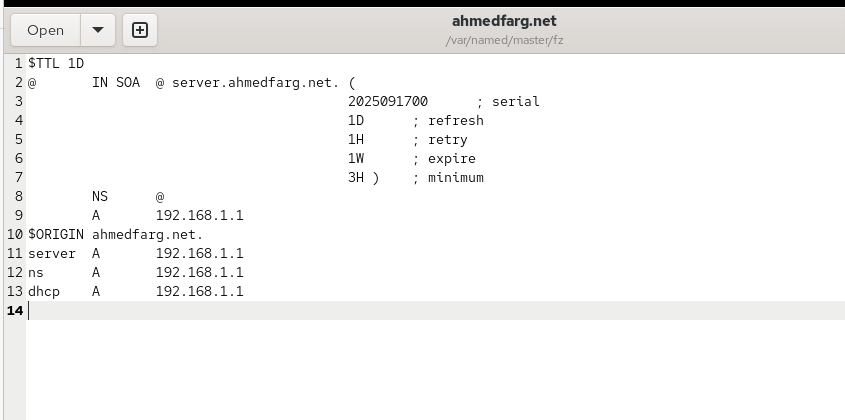 Open
ahmedfarg.net
/var/named/master/fz
1 $TTL 1D
2 @ IN SOA @ server.ahmedfarg.net. (
3 2025091700 ; serial
4 1D ; refresh
5 1H ; retry
6 1W ; expire
7 3H ) ; minimum
8 NS @
9 A 192.168.1.1
10 $ORIGIN ahmedfarg.net.
11 server A 192.168.1.1
12 ns A 192.168.1.1
13 dhcp A 192.168.1.1
14